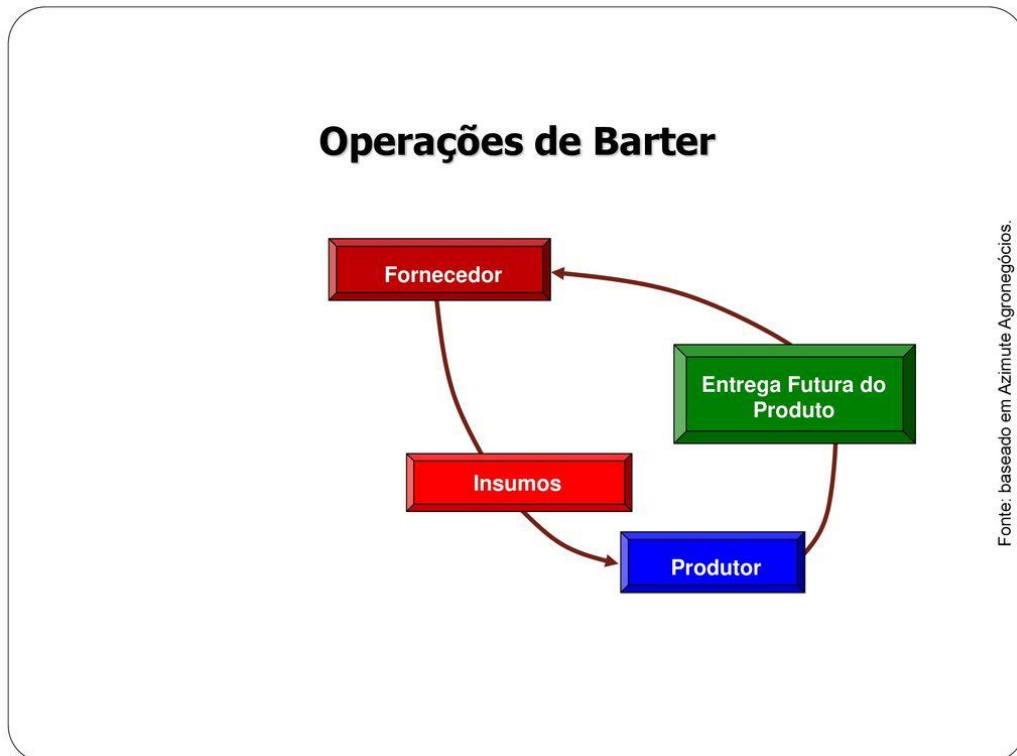 Operações de Barter
Fornecedor
Entrega Futura do
Produto
Insumos
Produtor
Fonte: baseado em Azimute Agronegócios.